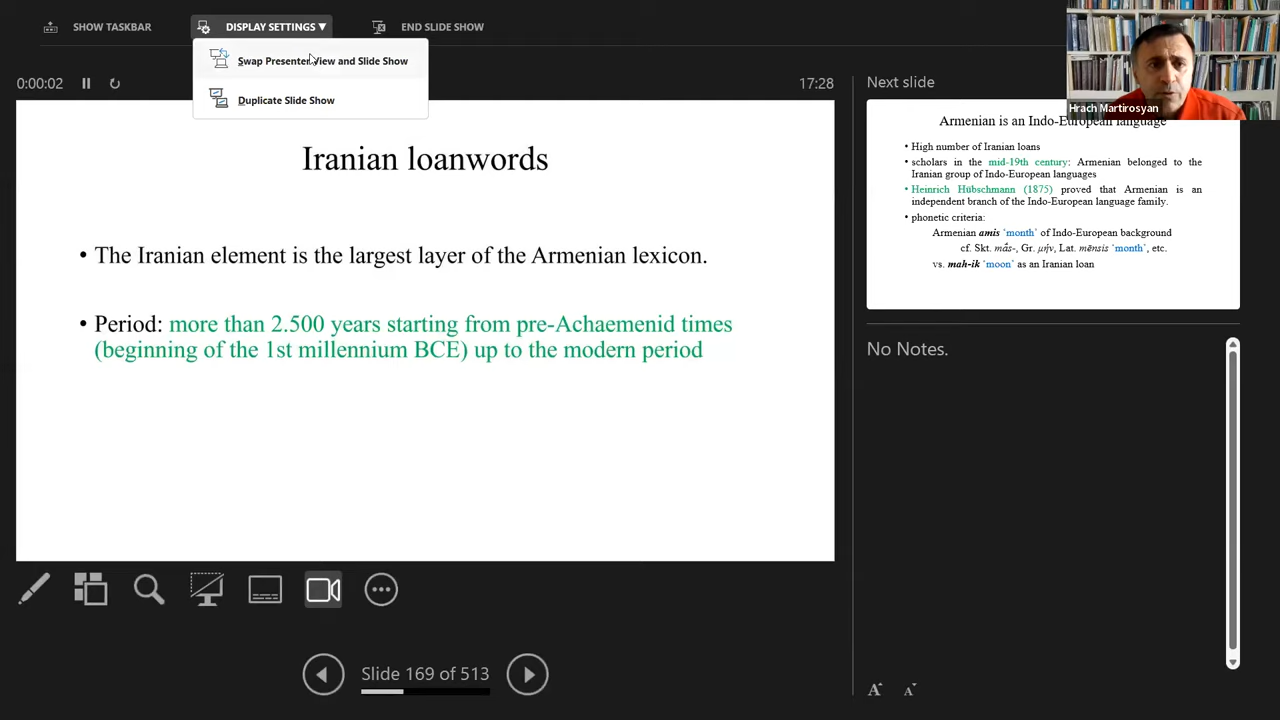 SHOW TASKBAR
DISPLAY SETTINGS ▼
END SLIDE SHOW
Swap Presenter View and Slide Show
Duplicate Slide Show
0:00:02
17:28
Iranian loanwords
• The Iranian element is the largest layer of the Armenian lexicon.
• Period: more than 2.500 years starting from pre-Achaemenid times
(beginning of the 1st millennium BCE) up to the modern period
Slide 169 of 513
Next slide
Hrach Martirosyan
Armenian is an Indo-European language
• High number of Iranian loans
• scholars in the mid-19th century: Armenian belonged to the
Iranian group of Indo-European languages
• Heinrich Hübschmann (1875) proved that Armenian is an
independent branch of the Indo-European language family.
• phonetic criteria:
Armenian amis ‛month’ of Indo-European background
cf. Skt. mā́s-, Gr. μήν, Lat. mēnsis ‛month’, etc.
vs. mah-ik ‛moon’ as an Iranian loan
No Notes.
A A